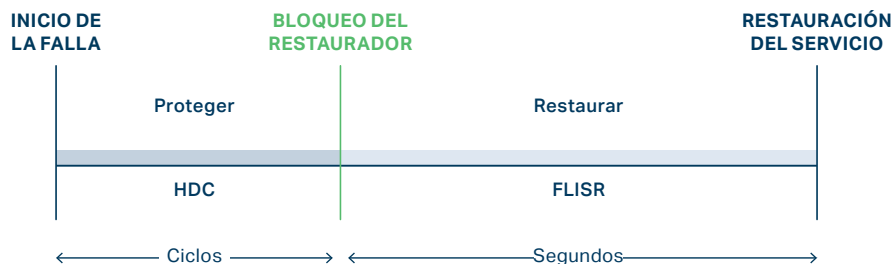 INICIO DE
LA FALLA
BLOQUEO DEL
RESTAURADOR
RESTAURACIÓN
DEL SERVICIO
Proteger
Restaurar
HDC
FLISR
Ciclos
Segundos